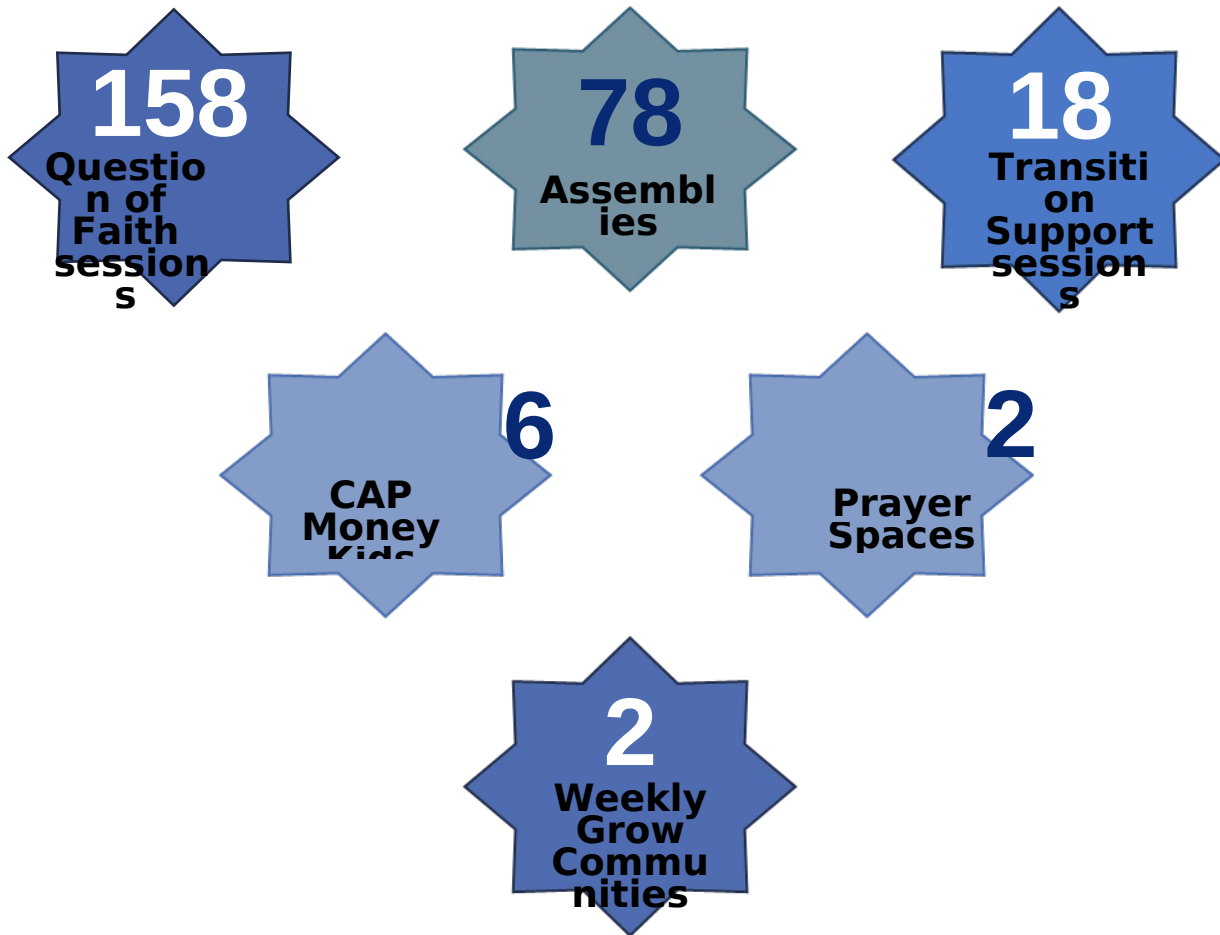 158
Questio
n of
Faith
session
s
78
Assembl
ies
18
Transiti
on
Support
session
s
6
CAP
Money
Kids
2
Prayer
Spaces
2
Weekly
Grow
Commu
nities